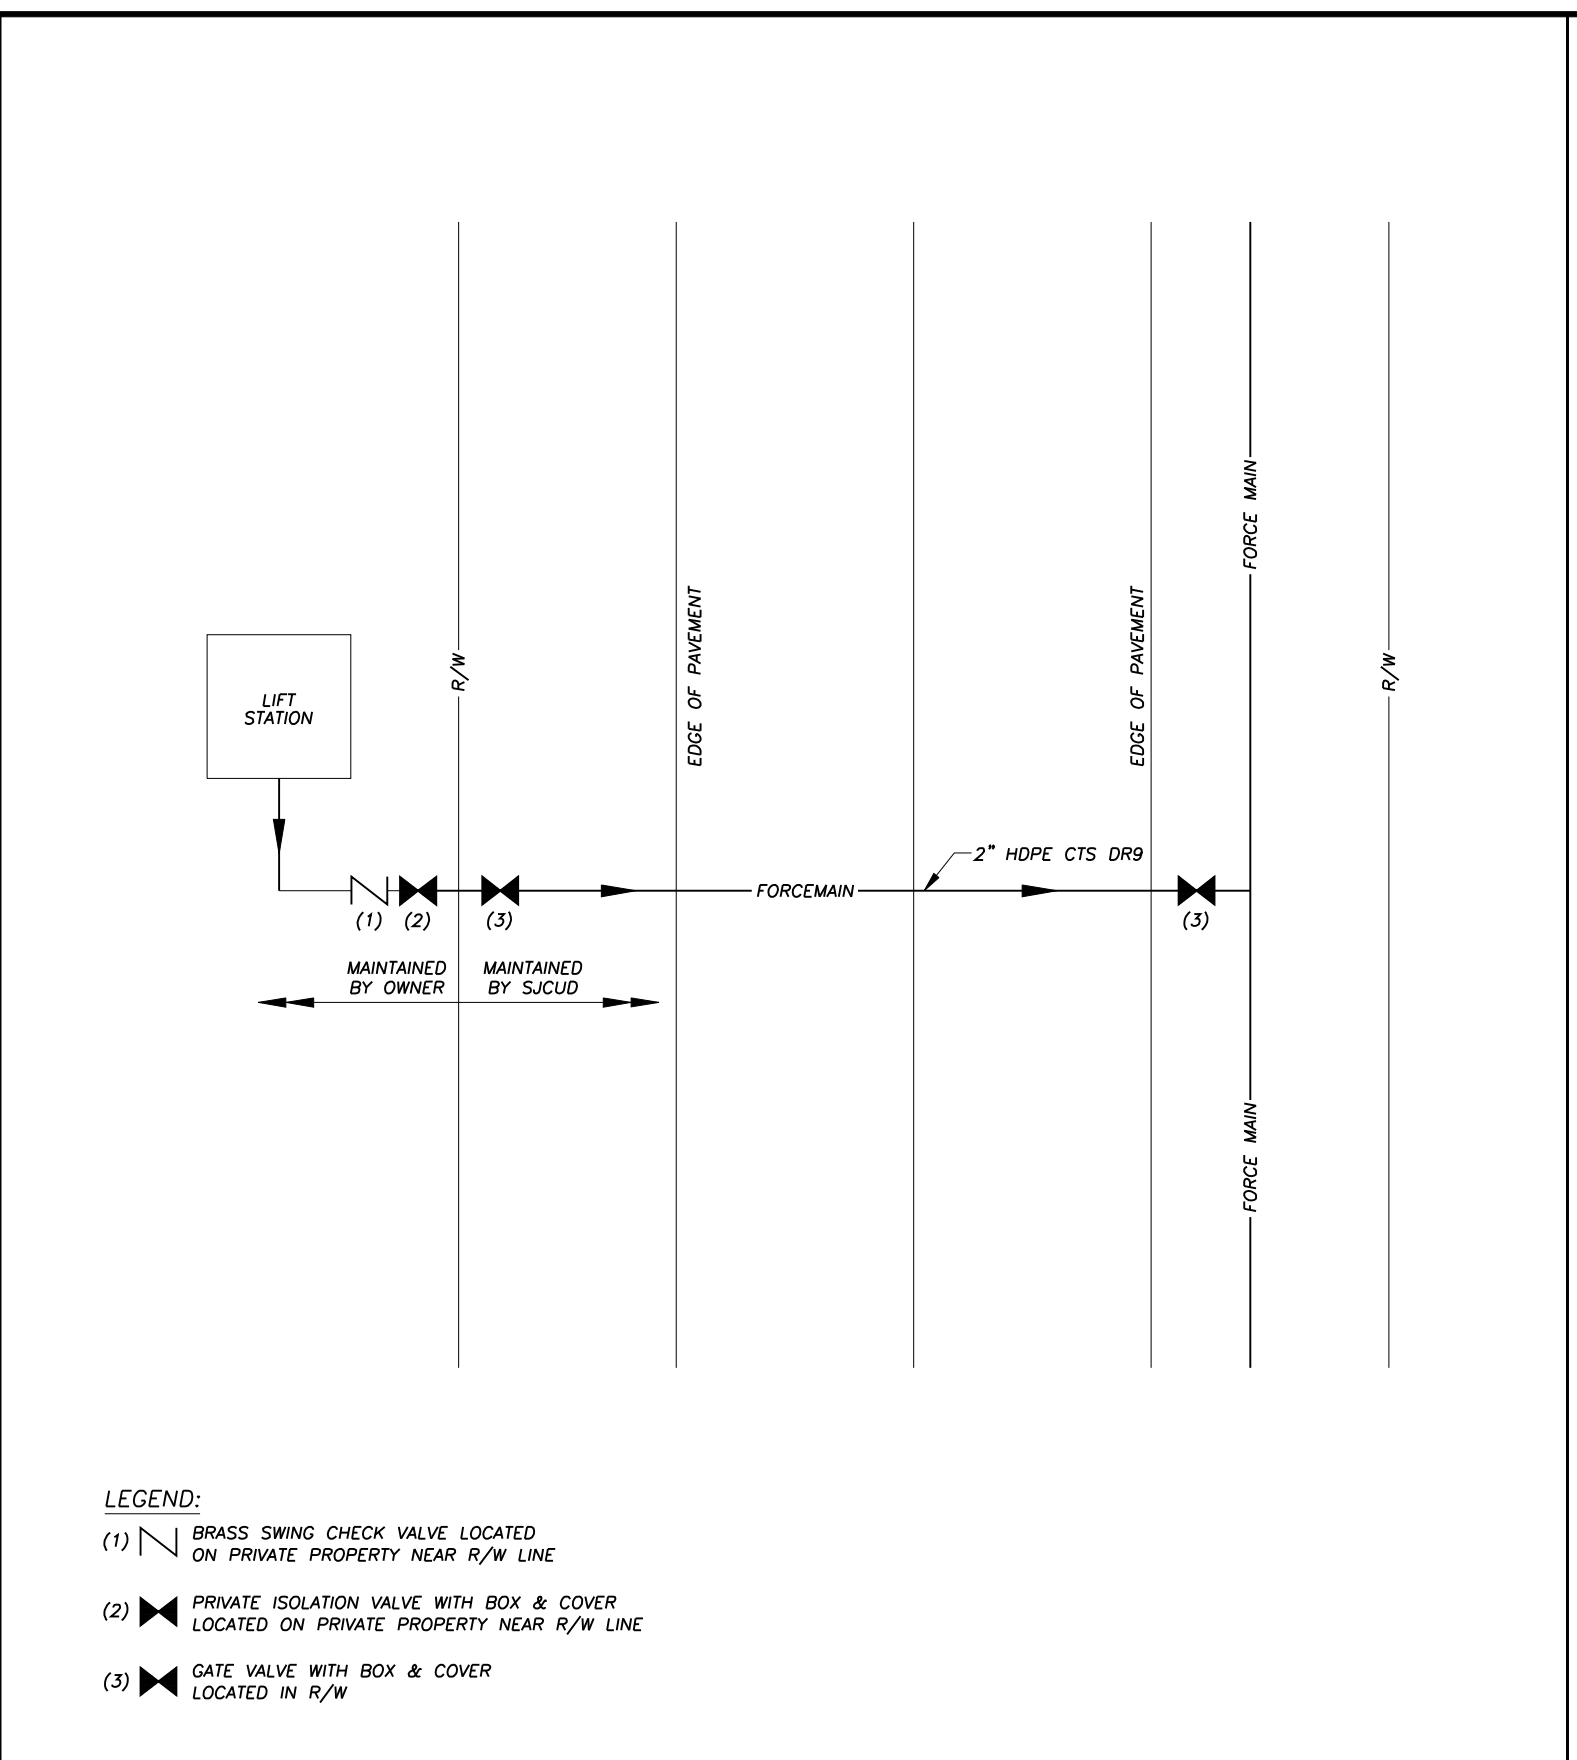 FORCE MAIN
EDGE OF PAVEMENT
EDGE OF PAVEMENT
R/W
R/W
LIFT
STATION
2" HDPE CTS DR9
FORCEMAIN
(1) (2) (3) (3)
MAINTAINED
BY OWNER
MAINTAINED
BY SJCUD
FORCE MAIN
LEGEND:
(1) BRASS SWING CHECK VALVE LOCATED
ON PRIVATE PROPERTY NEAR R/W LINE
(2) PRIVATE ISOLATION VALVE WITH BOX & COVER
LOCATED ON PRIVATE PROPERTY NEAR R/W LINE
(3) GATE VALVE WITH BOX & COVER
LOCATED IN R/W